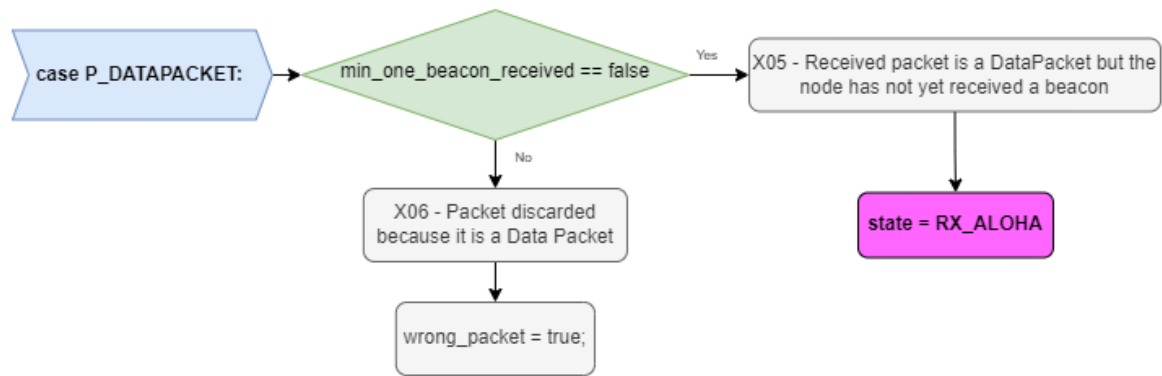 case P_DATAPACKET:
min_one_beacon_received == false
Yes
X05 - Received packet is a DataPacket but the
node has not yet received a beacon
No
X06 - Packet discarded
because it is a Data Packet
state = RX_ALOHA
wrong_packet = true;